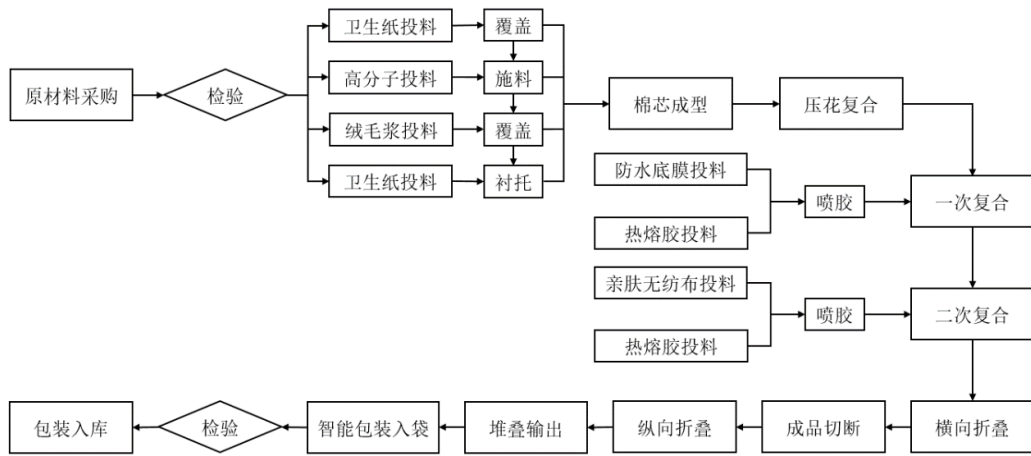 原材料采购
检验
卫生纸投料
覆盖
高分子投料
施料
绒毛浆投料
覆盖
卫生纸投料
衬托
棉芯成型
压花复合
防水底膜投料
热熔胶投料
喷胶
一次复合
亲肤无纺布投料
热熔胶投料
喷胶
二次复合
横向折叠
成品切断
纵向折叠
堆叠输出
智能包装入袋
检验
包装入库